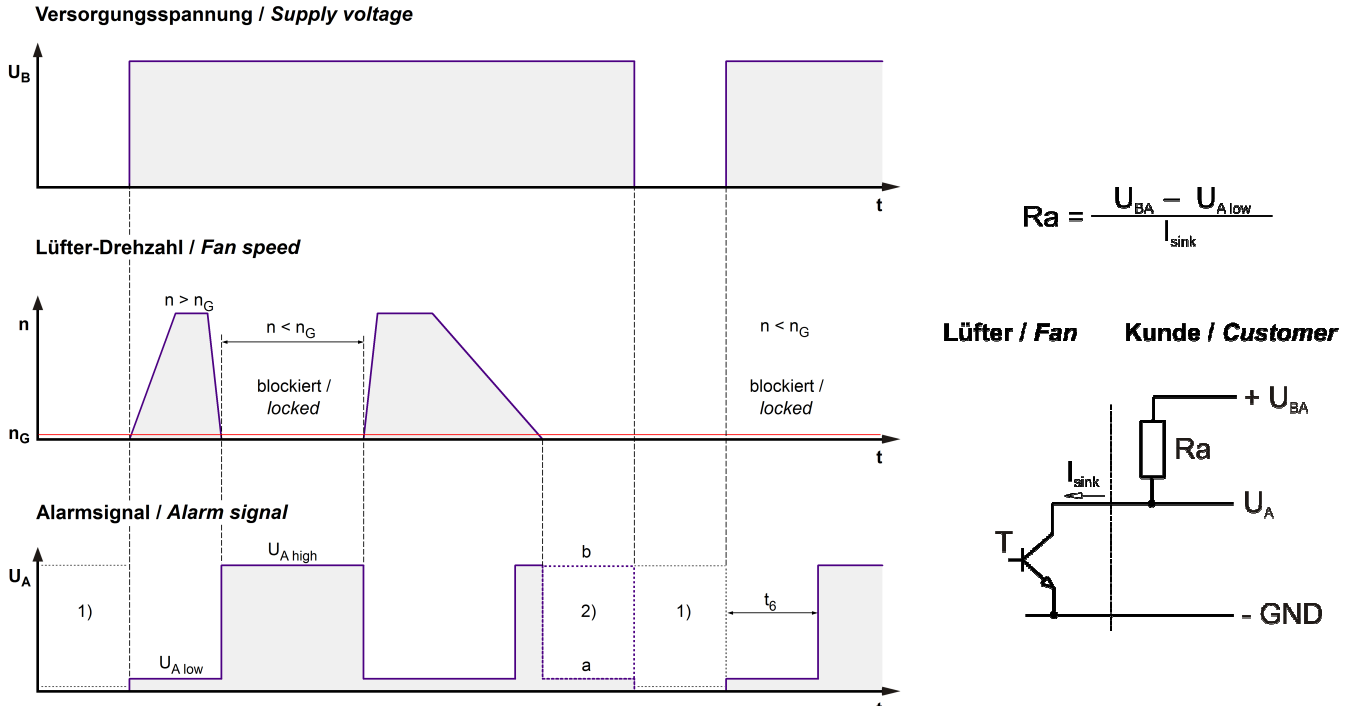 Versorgungsspannung / Supply voltage
U_B
t
Lüfter-Drehzahl / Fan speed
n
n > n_G
n < n_G
n < n_G
blockiert /
locked
blockiert /
locked
n_G
t
Alarmsignal / Alarm signal
U_A
U_A high
b
1)
2)
1)
t_6
U_A low
a
t
Ra = (U_BA – U_A low) / I_sink
Lüfter / Fan
Kunde / Customer
+ U_BA
Ra
I_sink
U_A
T
- GND